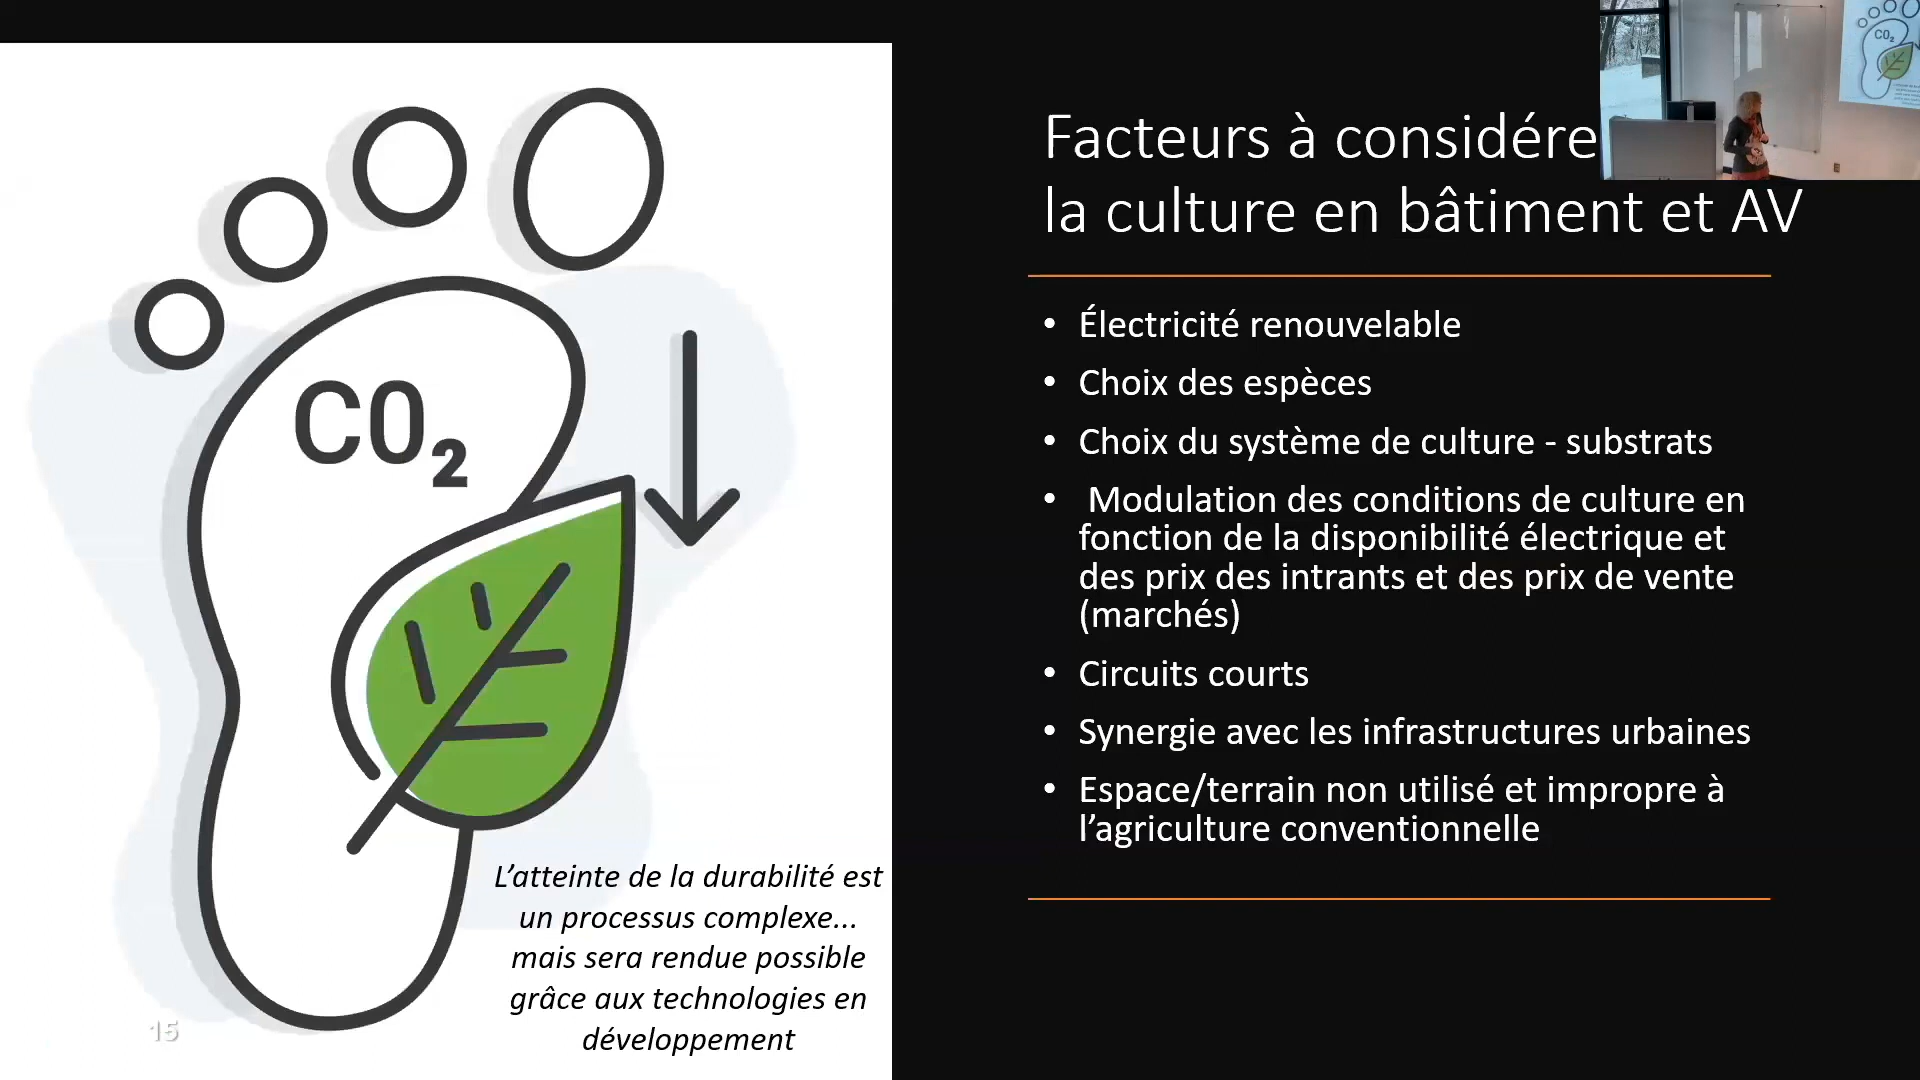 Facteurs à considére
la culture en bâtiment et AV
• Électricité renouvelable
• Choix des espèces
• Choix du système de culture - substrats
• Modulation des conditions de culture en
fonction de la disponibilité électrique et
des prix des intrants et des prix de vente
(marchés)
• Circuits courts
• Synergie avec les infrastructures urbaines
• Espace/terrain non utilisé et impropre à
l’agriculture conventionnelle
CO₂
L’atteinte de la durabilité est
un processus complexe...
mais sera rendue possible
grâce aux technologies en
développement
15
CO₂